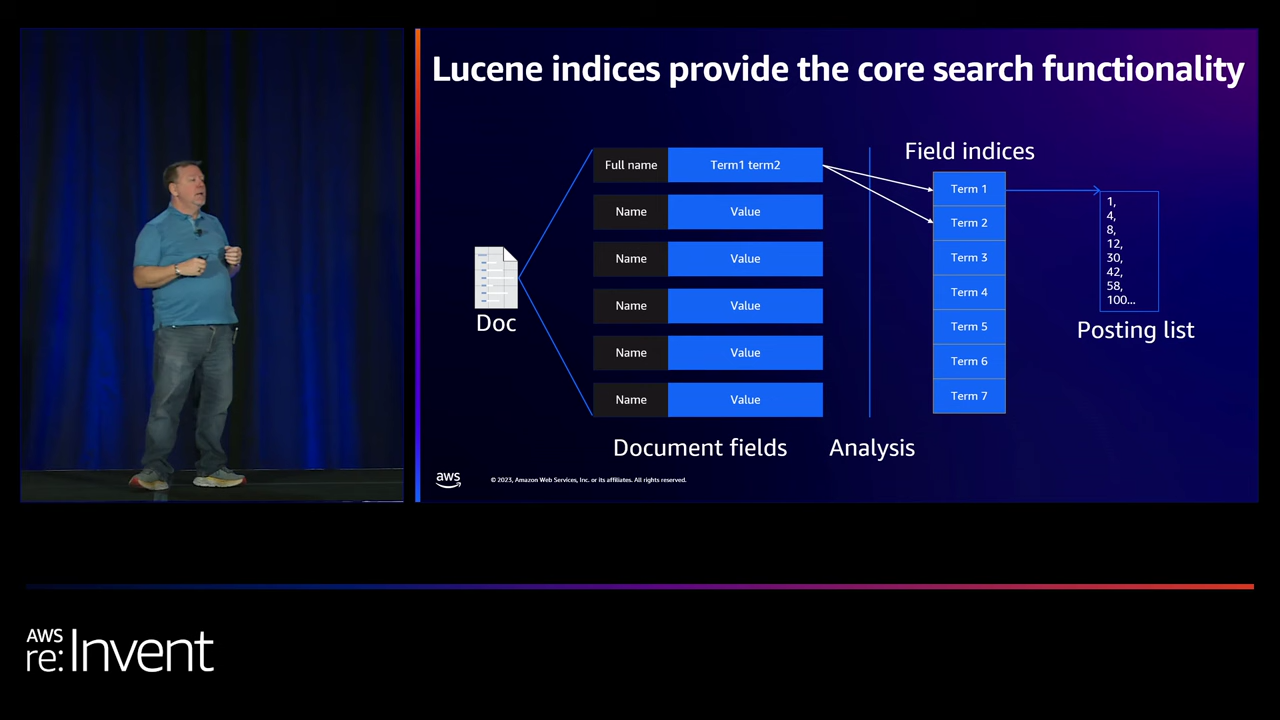 Lucene indices provide the core search functionality
Doc
Full name Term1 term2
Name Value
Name Value
Name Value
Name Value
Name Value
Document fields
Analysis
Field indices
Term 1
Term 2
Term 3
Term 4
Term 5
Term 6
Term 7
1,
4,
8,
12,
30,
42,
58,
100...
Posting list
aws
© 2023, Amazon Web Services, Inc. or its affiliates. All rights reserved.
AWS
re:Invent